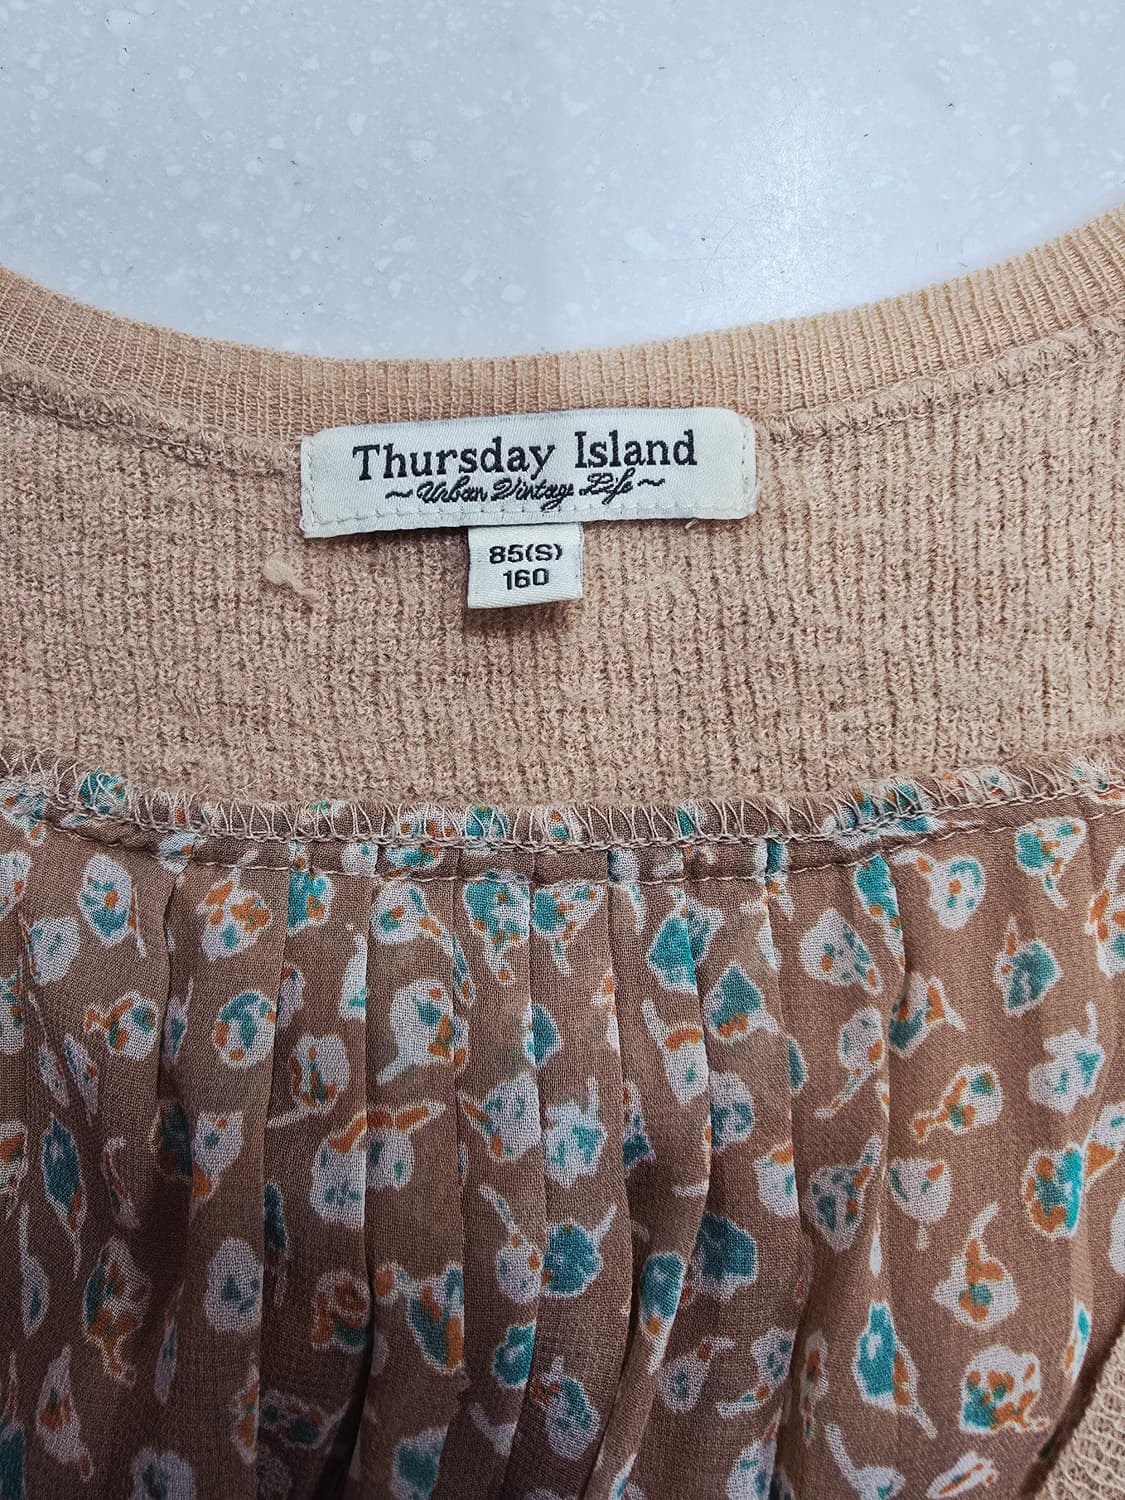 Thursday Island
~Urban Vintage Life~
85(S)
160